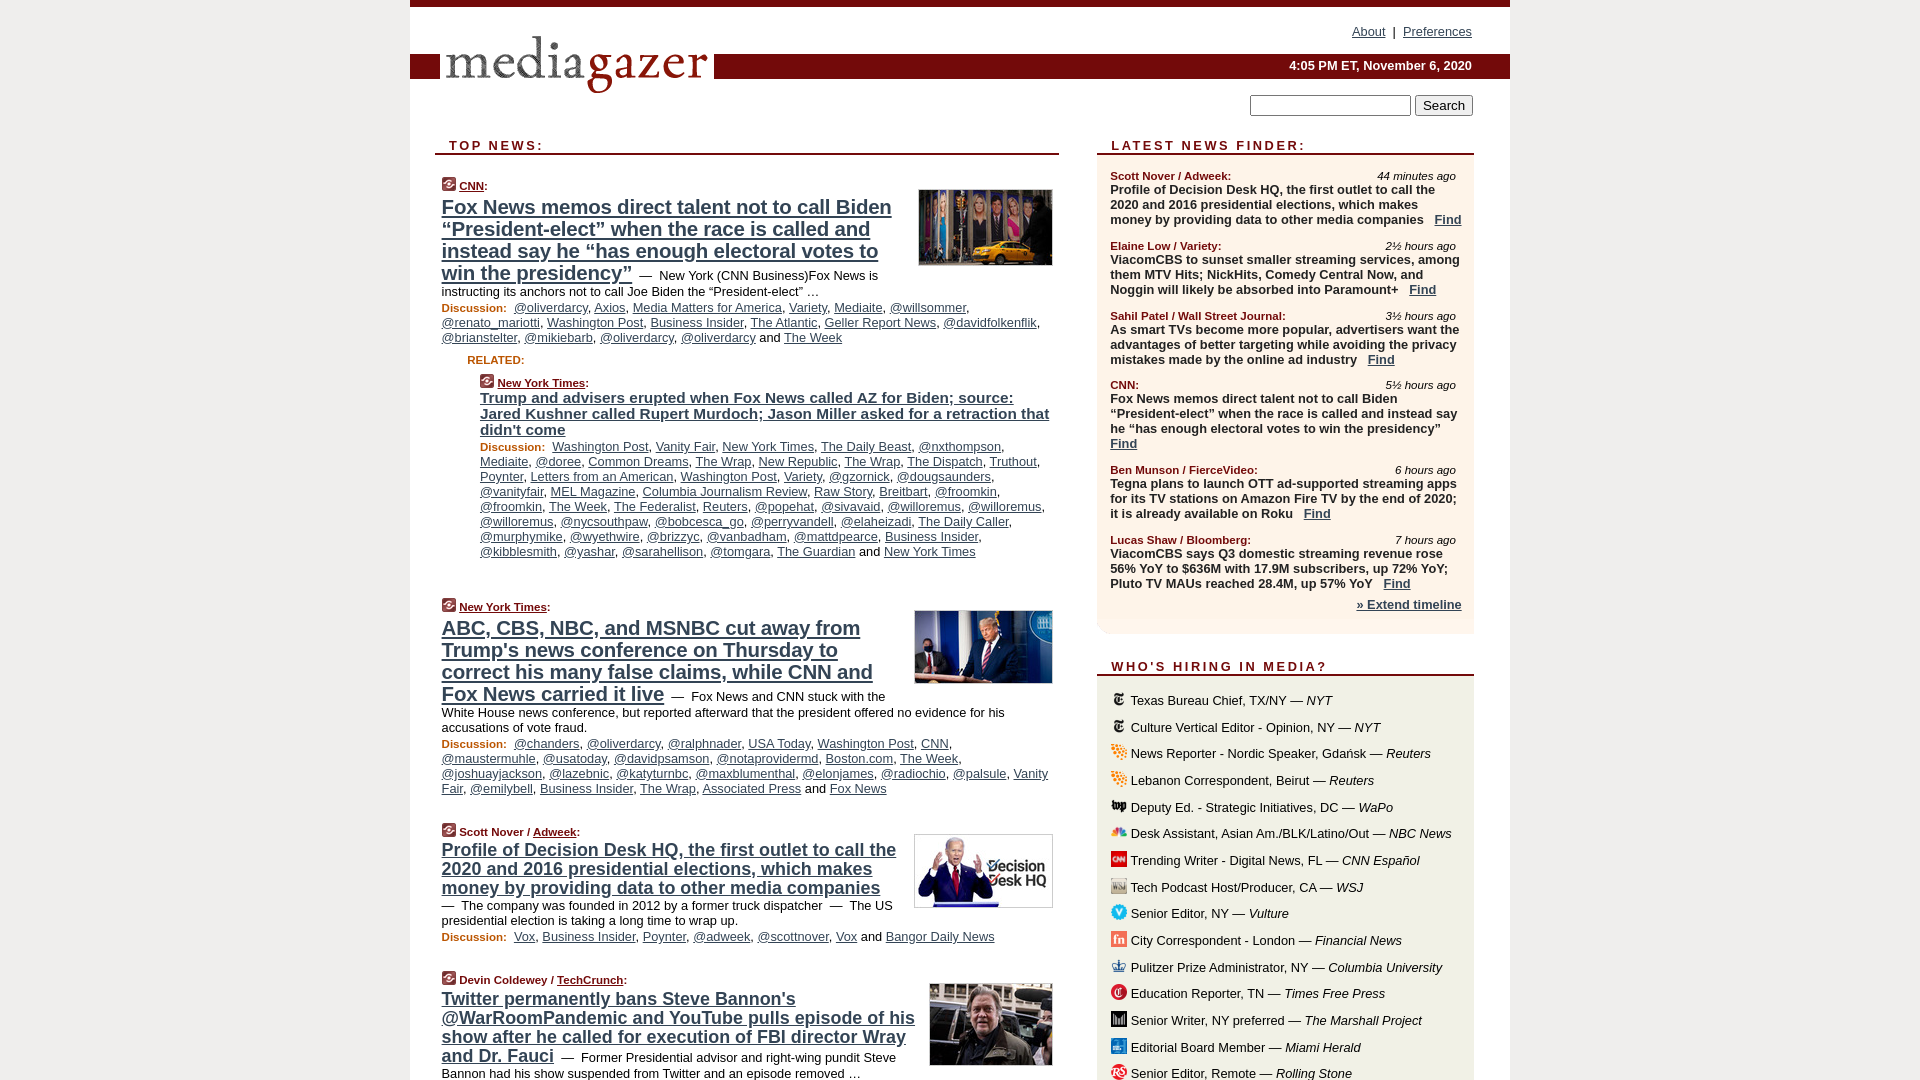 About | Preferences
mediagazer
4:05 PM ET, November 6, 2020
Search
TOP NEWS:
CNN:
Fox News memos direct talent not to call Biden
“President-elect” when the race is called and
instead say he “has enough electoral votes to
win the presidency” — New York (CNN Business)Fox News is
instructing its anchors not to call Joe Biden the “President-elect” …
Discussion: @oliverdarcy, Axios, Media Matters for America, Variety, Mediaite, @willsommer,
@renato_mariotti, Washington Post, Business Insider, The Atlantic, Geller Report News, @davidfolkenflik,
@brianstelter, @mikiebarb, @oliverdarcy, @oliverdarcy and The Week
RELATED:
New York Times:
Trump and advisers erupted when Fox News called AZ for Biden; source:
Jared Kushner called Rupert Murdoch; Jason Miller asked for a retraction that
didn't come
Discussion: Washington Post, Vanity Fair, New York Times, The Daily Beast, @nxthompson,
Mediaite, @doree, Common Dreams, The Wrap, New Republic, The Wrap, The Dispatch, Truthout,
Poynter, Letters from an American, Washington Post, Variety, @gzornick, @dougsaunders,
@vanityfair, MEL Magazine, Columbia Journalism Review, Raw Story, Breitbart, @froomkin,
@froomkin, The Week, The Federalist, Reuters, @popehat, @sivavaid, @willoremus, @willoremus,
@willoremus, @nycsouthpaw, @bobcesca_go, @perryvandell, @elaheizadi, The Daily Caller,
@murphymike, @wyethwire, @brizzyc, @vanbadham, @mattdpearce, Business Insider,
@kibblesmith, @yashar, @sarahellison, @tomgara, The Guardian and New York Times
New York Times:
ABC, CBS, NBC, and MSNBC cut away from
Trump's news conference on Thursday to
correct his many false claims, while CNN and
Fox News carried it live — Fox News and CNN stuck with the
White House news conference, but reported afterward that the president offered no evidence for his
accusations of vote fraud.
Discussion: @chanders, @oliverdarcy, @ralphnader, USA Today, Washington Post, CNN,
@maustermuhle, @usatoday, @davidpsamson, @notaprovidermd, Boston.com, The Week,
@joshuayjackson, @lazebnic, @katyturnbc, @maxblumenthal, @elonjames, @radiochio, @palsule, Vanity
Fair, @emilybell, Business Insider, The Wrap, Associated Press and Fox News
Scott Nover / Adweek:
Profile of Decision Desk HQ, the first outlet to call the
2020 and 2016 presidential elections, which makes
money by providing data to other media companies
— The company was founded in 2012 by a former truck dispatcher — The US
presidential election is taking a long time to wrap up.
Discussion: Vox, Business Insider, Poynter, @adweek, @scottnover, Vox and Bangor Daily News
Decision
Desk HQ
Devin Coldewey / TechCrunch:
Twitter permanently bans Steve Bannon's
@WarRoomPandemic and YouTube pulls episode of his
show after he called for execution of FBI director Wray
and Dr. Fauci — Former Presidential advisor and right-wing pundit Steve
Bannon had his show suspended from Twitter and an episode removed …
LATEST NEWS FINDER:
Scott Nover / Adweek: 44 minutes ago
Profile of Decision Desk HQ, the first outlet to call the
2020 and 2016 presidential elections, which makes
money by providing data to other media companies Find
Elaine Low / Variety: 2½ hours ago
ViacomCBS to sunset smaller streaming services, among
them MTV Hits; NickHits, Comedy Central Now, and
Noggin will likely be absorbed into Paramount+ Find
Sahil Patel / Wall Street Journal: 3½ hours ago
As smart TVs become more popular, advertisers want the
advantages of better targeting while avoiding the privacy
mistakes made by the online ad industry Find
CNN: 5½ hours ago
Fox News memos direct talent not to call Biden
“President-elect” when the race is called and instead say
he “has enough electoral votes to win the presidency”
Find
Ben Munson / FierceVideo: 6 hours ago
Tegna plans to launch OTT ad-supported streaming apps
for its TV stations on Amazon Fire TV by the end of 2020;
it is already available on Roku Find
Lucas Shaw / Bloomberg: 7 hours ago
ViacomCBS says Q3 domestic streaming revenue rose
56% YoY to $636M with 17.9M subscribers, up 72% YoY;
Pluto TV MAUs reached 28.4M, up 57% YoY Find
» Extend timeline
WHO'S HIRING IN MEDIA?
Texas Bureau Chief, TX/NY — NYT
Culture Vertical Editor - Opinion, NY — NYT
News Reporter - Nordic Speaker, Gdańsk — Reuters
Lebanon Correspondent, Beirut — Reuters
Deputy Ed. - Strategic Initiatives, DC — WaPo
Desk Assistant, Asian Am./BLK/Latino/Out — NBC News
Trending Writer - Digital News, FL — CNN Español
Tech Podcast Host/Producer, CA — WSJ
Senior Editor, NY — Vulture
City Correspondent - London — Financial News
Pulitzer Prize Administrator, NY — Columbia University
Education Reporter, TN — Times Free Press
Senior Writer, NY preferred — The Marshall Project
Editorial Board Member — Miami Herald
Senior Editor, Remote — Rolling Stone